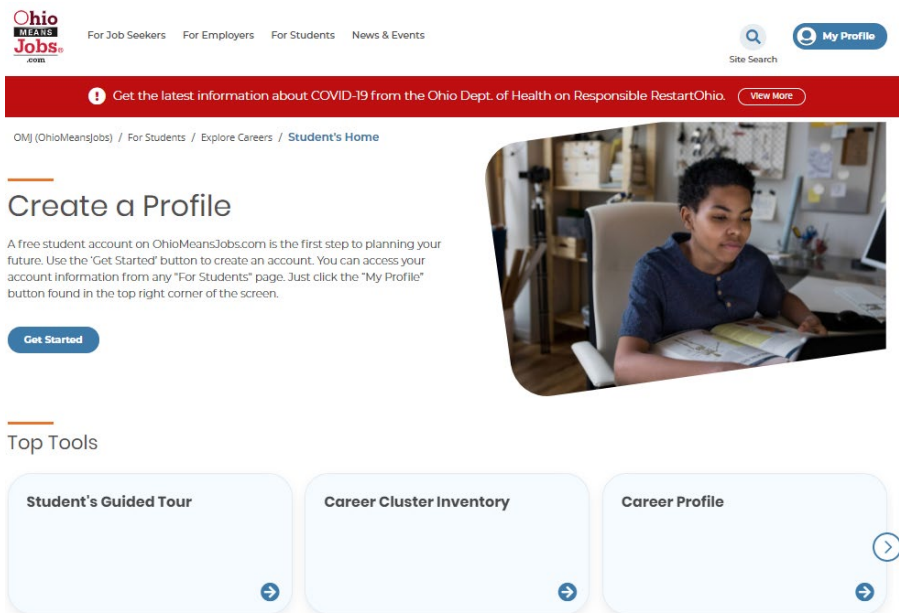 Ohio
MEANS
Jobs®
.com
For Job Seekers For Employers For Students News & Events
Site Search
My Profile
Get the latest information about COVID-19 from the Ohio Dept. of Health on Responsible RestartOhio. View More
OMJ (OhioMeansJobs) / For Students / Explore Careers / Student's Home
Create a Profile
A free student account on OhioMeansJobs.com is the first step to planning your
future. Use the 'Get Started' button to create an account. You can access your
account information from any "For Students" page. Just click the "My Profile"
button found in the top right corner of the screen.
Get Started
Top Tools
Student's Guided Tour
Career Cluster Inventory
Career Profile